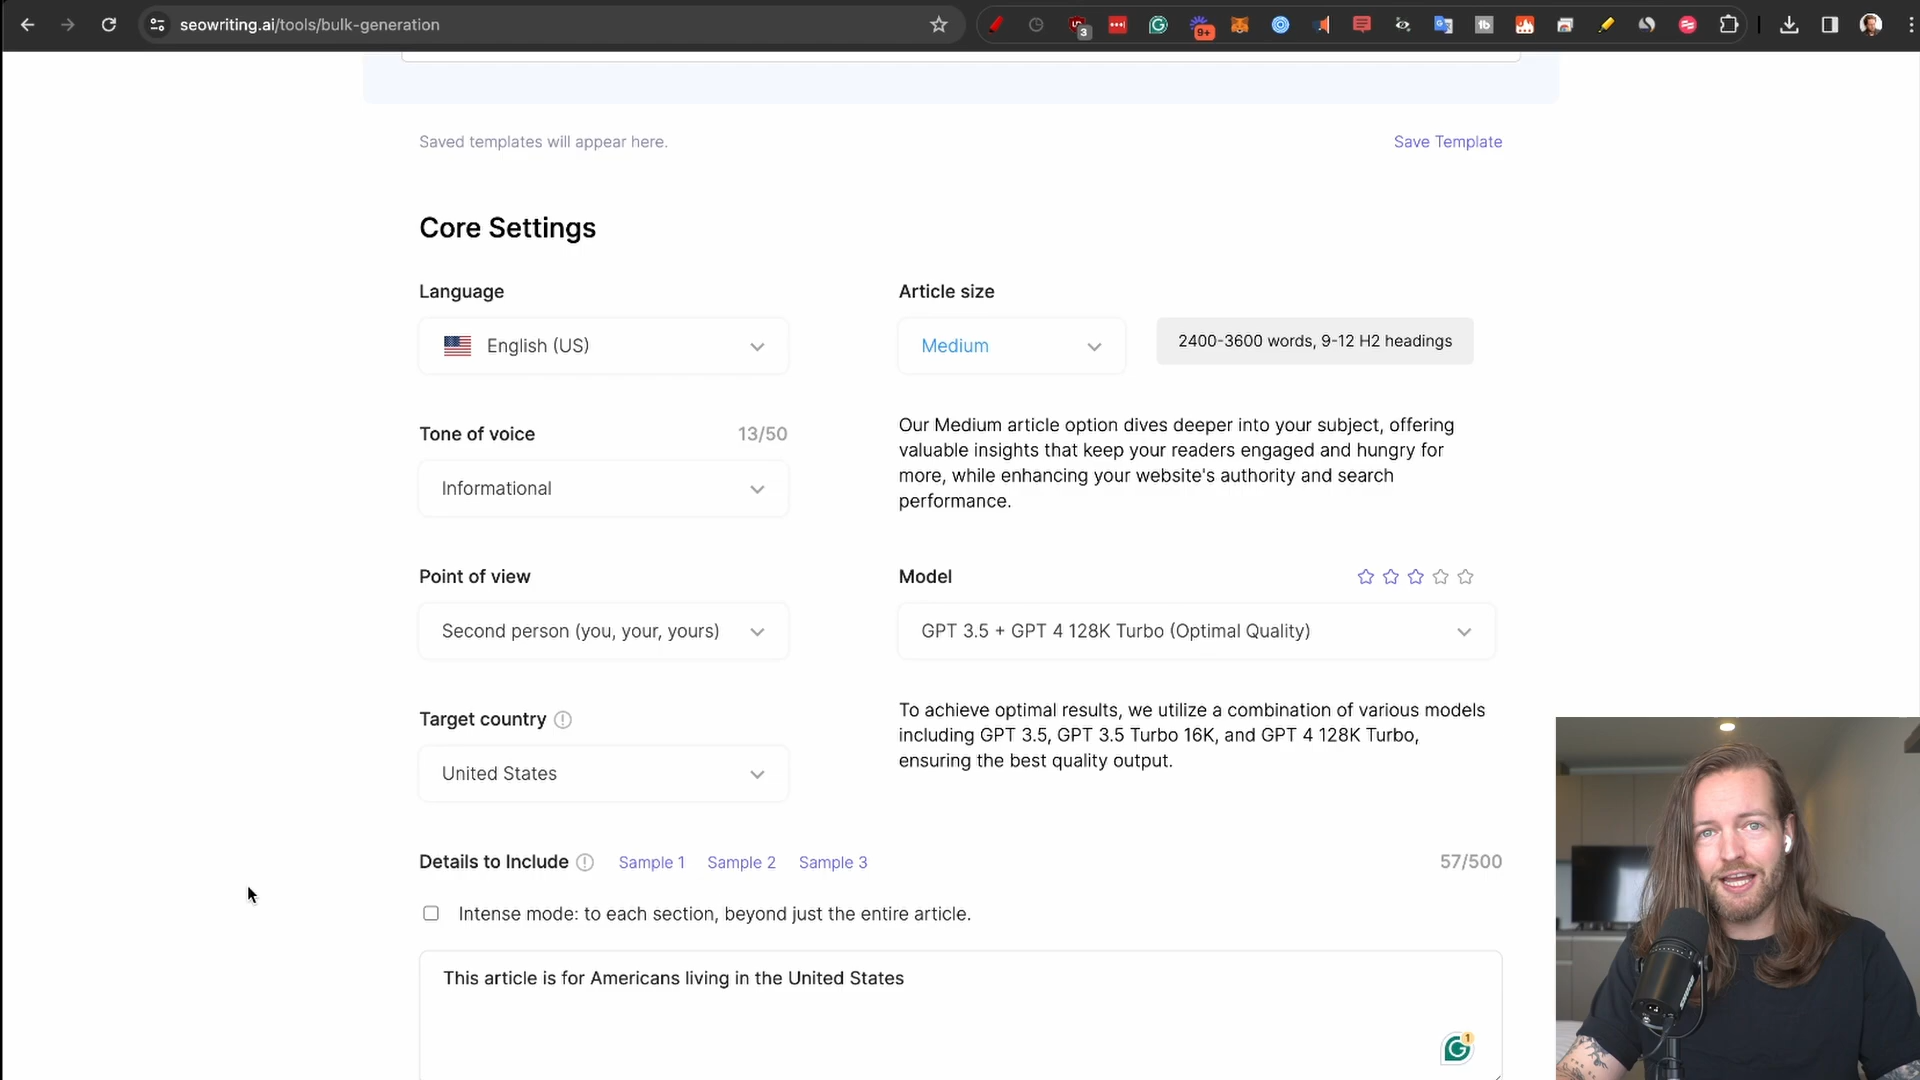 seowriting.ai/tools/bulk-generation
3
9+
tb
Saved templates will appear here.
Save Template
Core Settings
Language
Article size
English (US)
Medium
2400-3600 words, 9-12 H2 headings
Tone of voice
13/50
Our Medium article option dives deeper into your subject, offering
valuable insights that keep your readers engaged and hungry for
more, while enhancing your website's authority and search
performance.
Informational
Point of view
Model
Second person (you, your, yours)
GPT 3.5 + GPT 4 128K Turbo (Optimal Quality)
Target country
To achieve optimal results, we utilize a combination of various models
including GPT 3.5, GPT 3.5 Turbo 16K, and GPT 4 128K Turbo,
ensuring the best quality output.
United States
Details to Include
Sample 1
Sample 2
Sample 3
57/500
Intense mode: to each section, beyond just the entire article.
This article is for Americans living in the United States
G
1